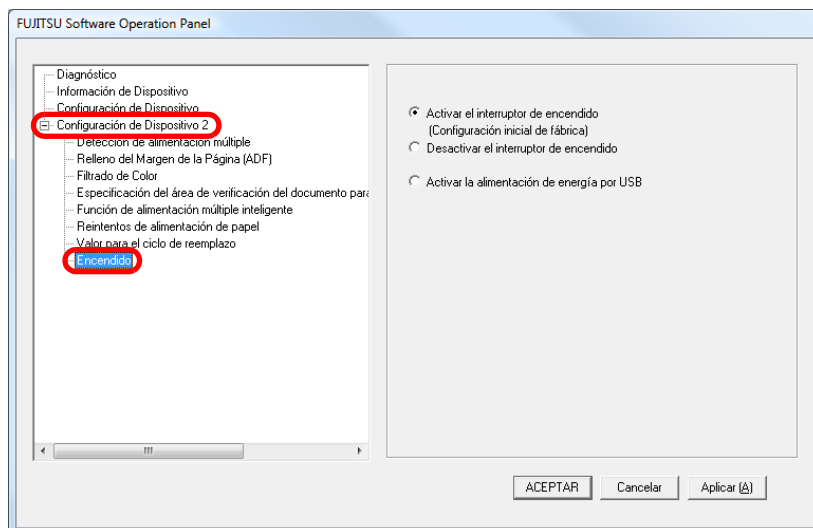 FUJITSU Software Operation Panel
Diagnóstico
Información de Dispositivo
Configuración de Dispositivo
Configuración de Dispositivo 2
Detección de alimentación múltiple
Relleno del Margen de la Página (ADF)
Filtrado de Color
Especificación del área de verificación del documento para
Función de alimentación múltiple inteligente
Reintentos de alimentación de papel
Valor para el ciclo de reemplazo
Encendido
Activar el interruptor de encendido
(Configuración inicial de fábrica)
Desactivar el interruptor de encendido
Activar la alimentación de energía por USB
ACEPTAR
Cancelar
Aplicar (A)